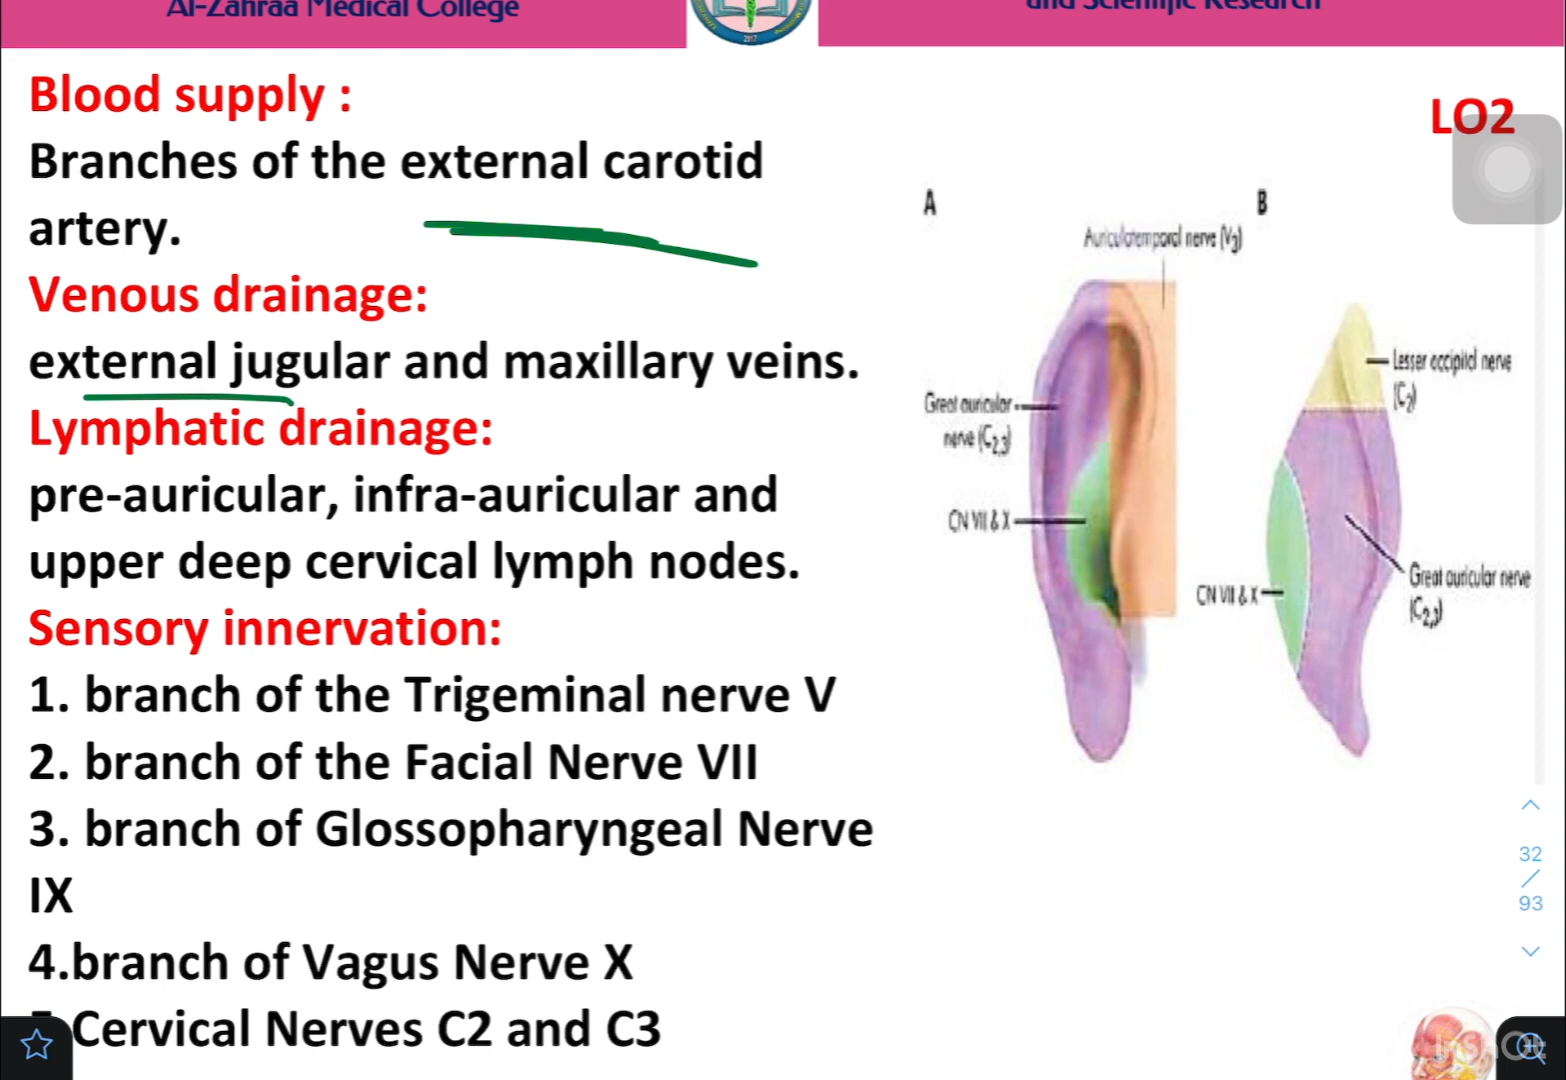 Al-Zahraa Medical College
and Scientific Research
2017
Blood supply :
LO2
Branches of the external carotid
artery.
Venous drainage:
external jugular and maxillary veins.
Lymphatic drainage:
pre-auricular, infra-auricular and
upper deep cervical lymph nodes.
Sensory innervation:
1. branch of the Trigeminal nerve V
2. branch of the Facial Nerve VII
3. branch of Glossopharyngeal Nerve
IX
4.branch of Vagus Nerve X
Cervical Nerves C2 and C3
A
B
Auriculotemporal nerve (V3)
Great auricular
nerve (C2,3)
CN VII & X
Lesser occipital nerve
(C2)
CN VII & X
Great auricular nerve
(C2,3)
32
/
93